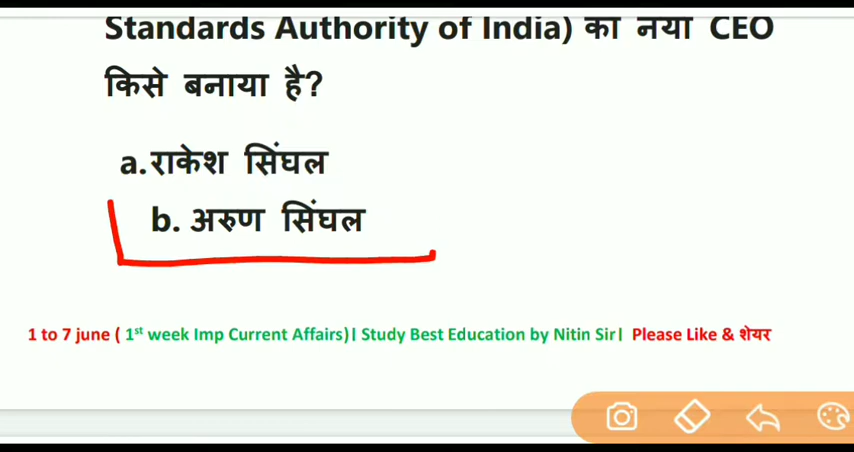 Standards Authority of India) का नया CEO
किसे बनाया है?
a.राकेश सिंघल
b. अरुण सिंघल
1 to 7 june ( 1st week Imp Current Affairs)| Study Best Education by Nitin Sir| Please Like & शेयर